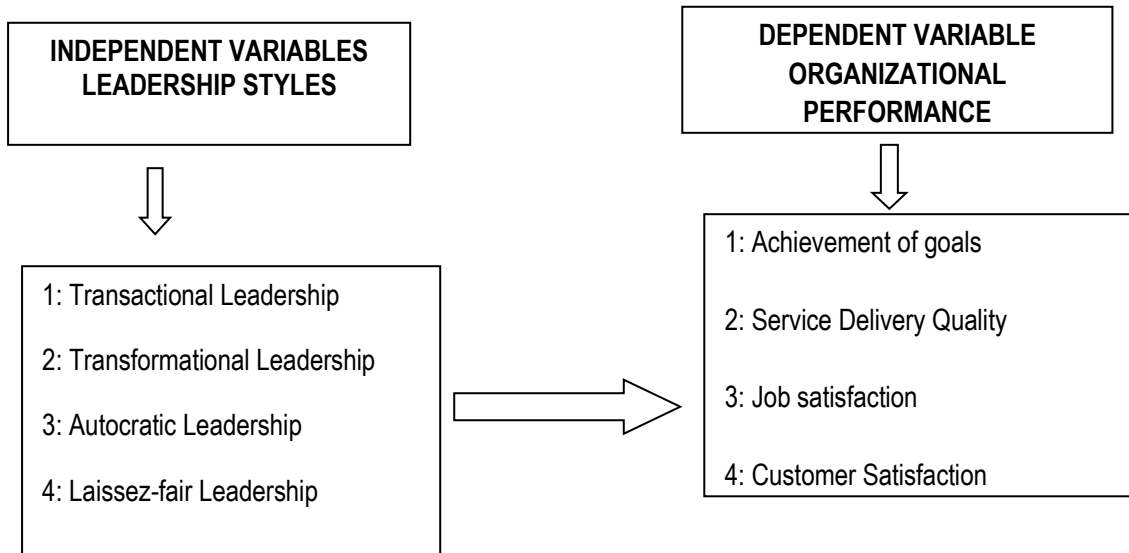 INDEPENDENT VARIABLES
LEADERSHIP STYLES
DEPENDENT VARIABLE
ORGANIZATIONAL
PERFORMANCE
1: Transactional Leadership
2: Transformational Leadership
3: Autocratic Leadership
4: Laissez-fair Leadership
1: Achievement of goals
2: Service Delivery Quality
3: Job satisfaction
4: Customer Satisfaction